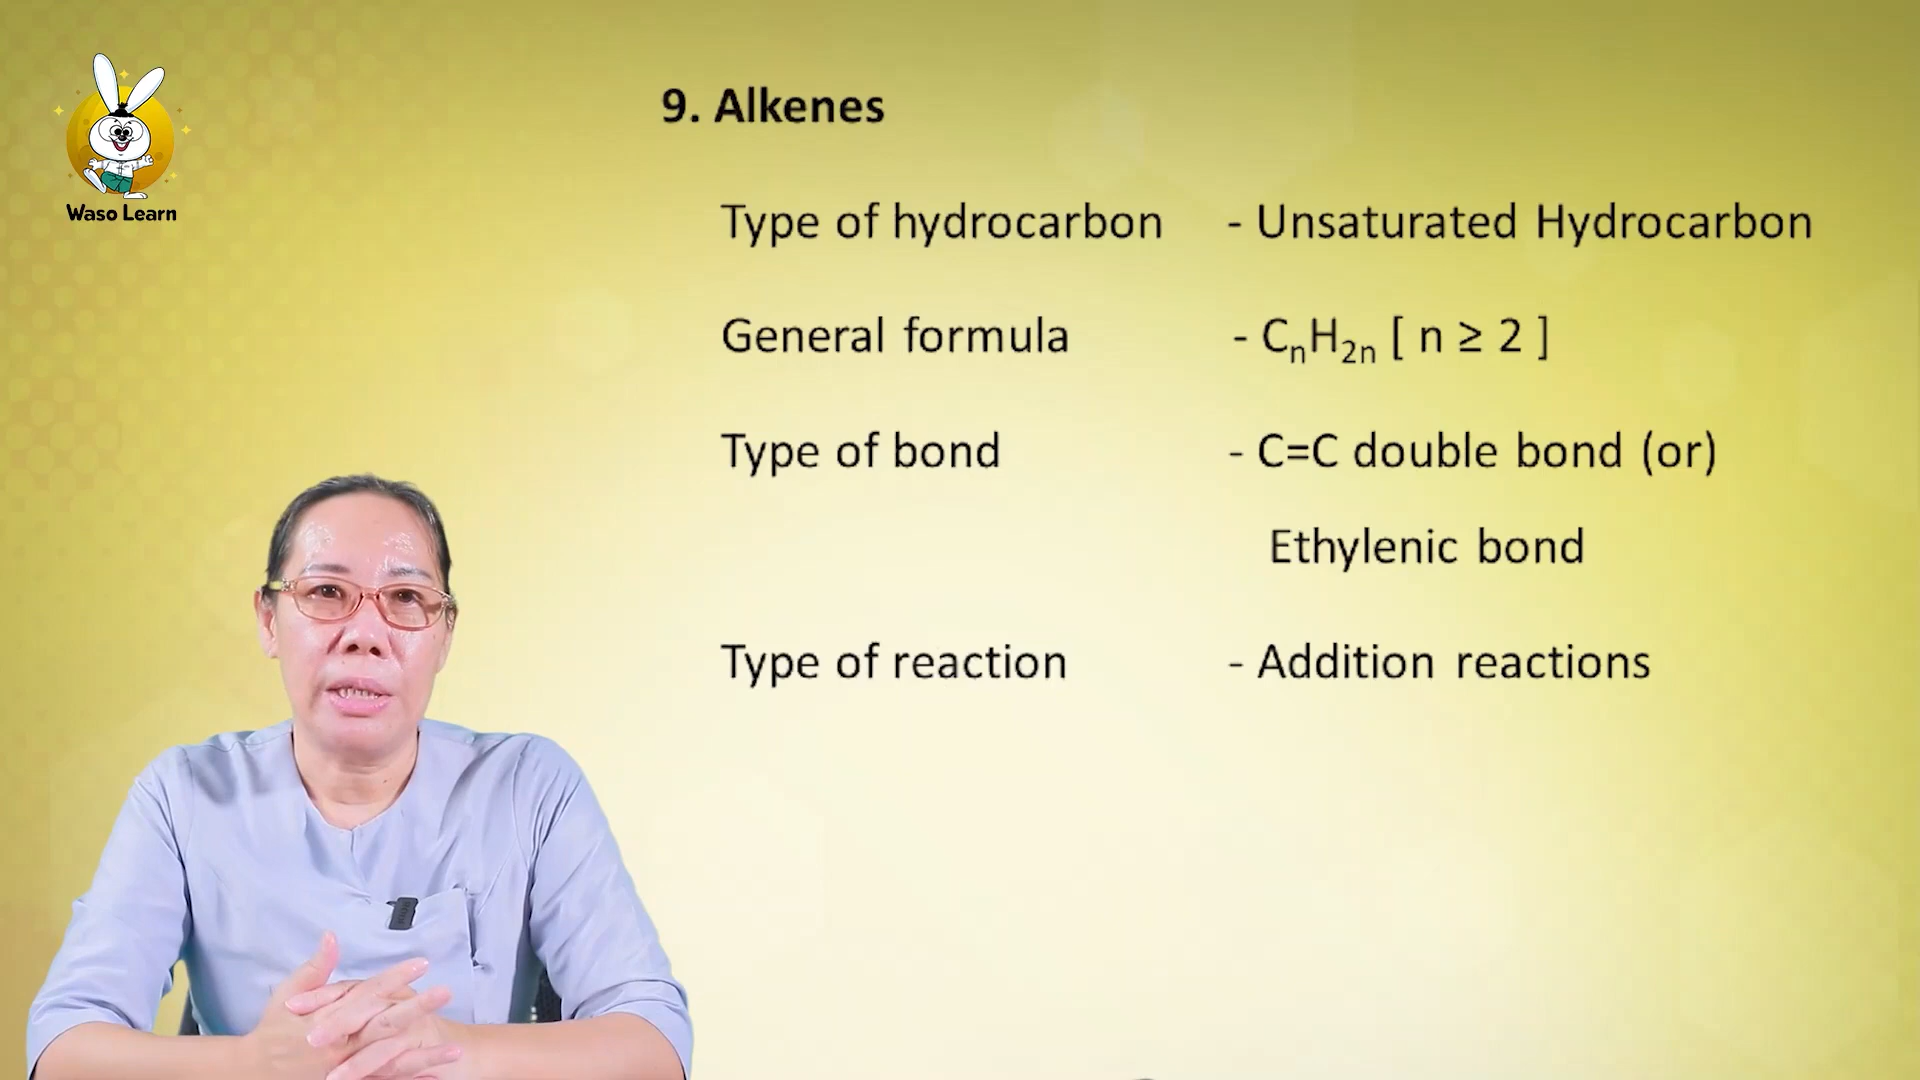 Waso Learn
9. Alkenes
Type of hydrocarbon - Unsaturated Hydrocarbon
General formula - CₙH₂ₙ [ n ≥ 2 ]
Type of bond - C=C double bond (or)
Ethylenic bond
Type of reaction - Addition reactions